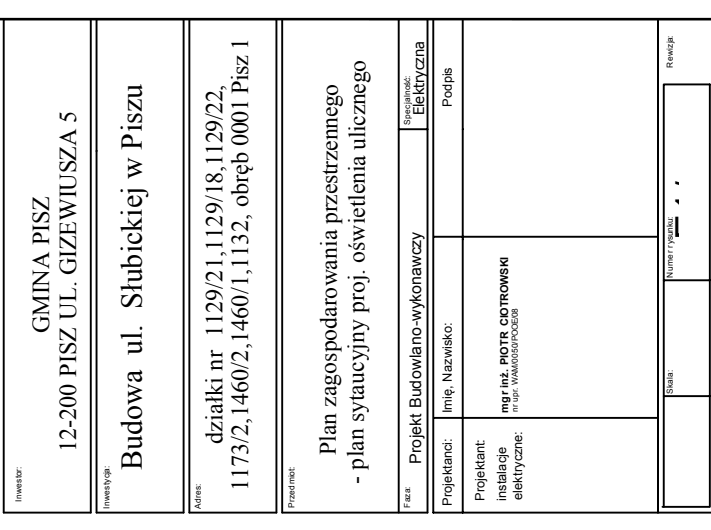 Inwestor:
GMINA PISZ
12-200 PISZ UL. GIZEWIUSZA 5
Inwestycja:
Budowa ul. Słubickiej w Piszu
Adres:
działki nr 1129/21,1129/18,1129/22,
1173/2,1460/2,1460/1,1132, obręb 0001 Pisz 1
Przedmiot:
Plan zagospodarowania przestrzennego
- plan sytaucyjny proj. oświetlenia ulicznego
Faza:
Projekt Budowlano-wykonawczy
Specjalność:
Elektryczna
Projektanci:
Imię, Nazwisko:
Podpis
Projektant:
instalacje
elektryczne:
mgr inż. PIOTR CIOTROWSKI
nr upr. WAM/0050/POOE/08
Skala:
Numer rysunku:
Rewizja: